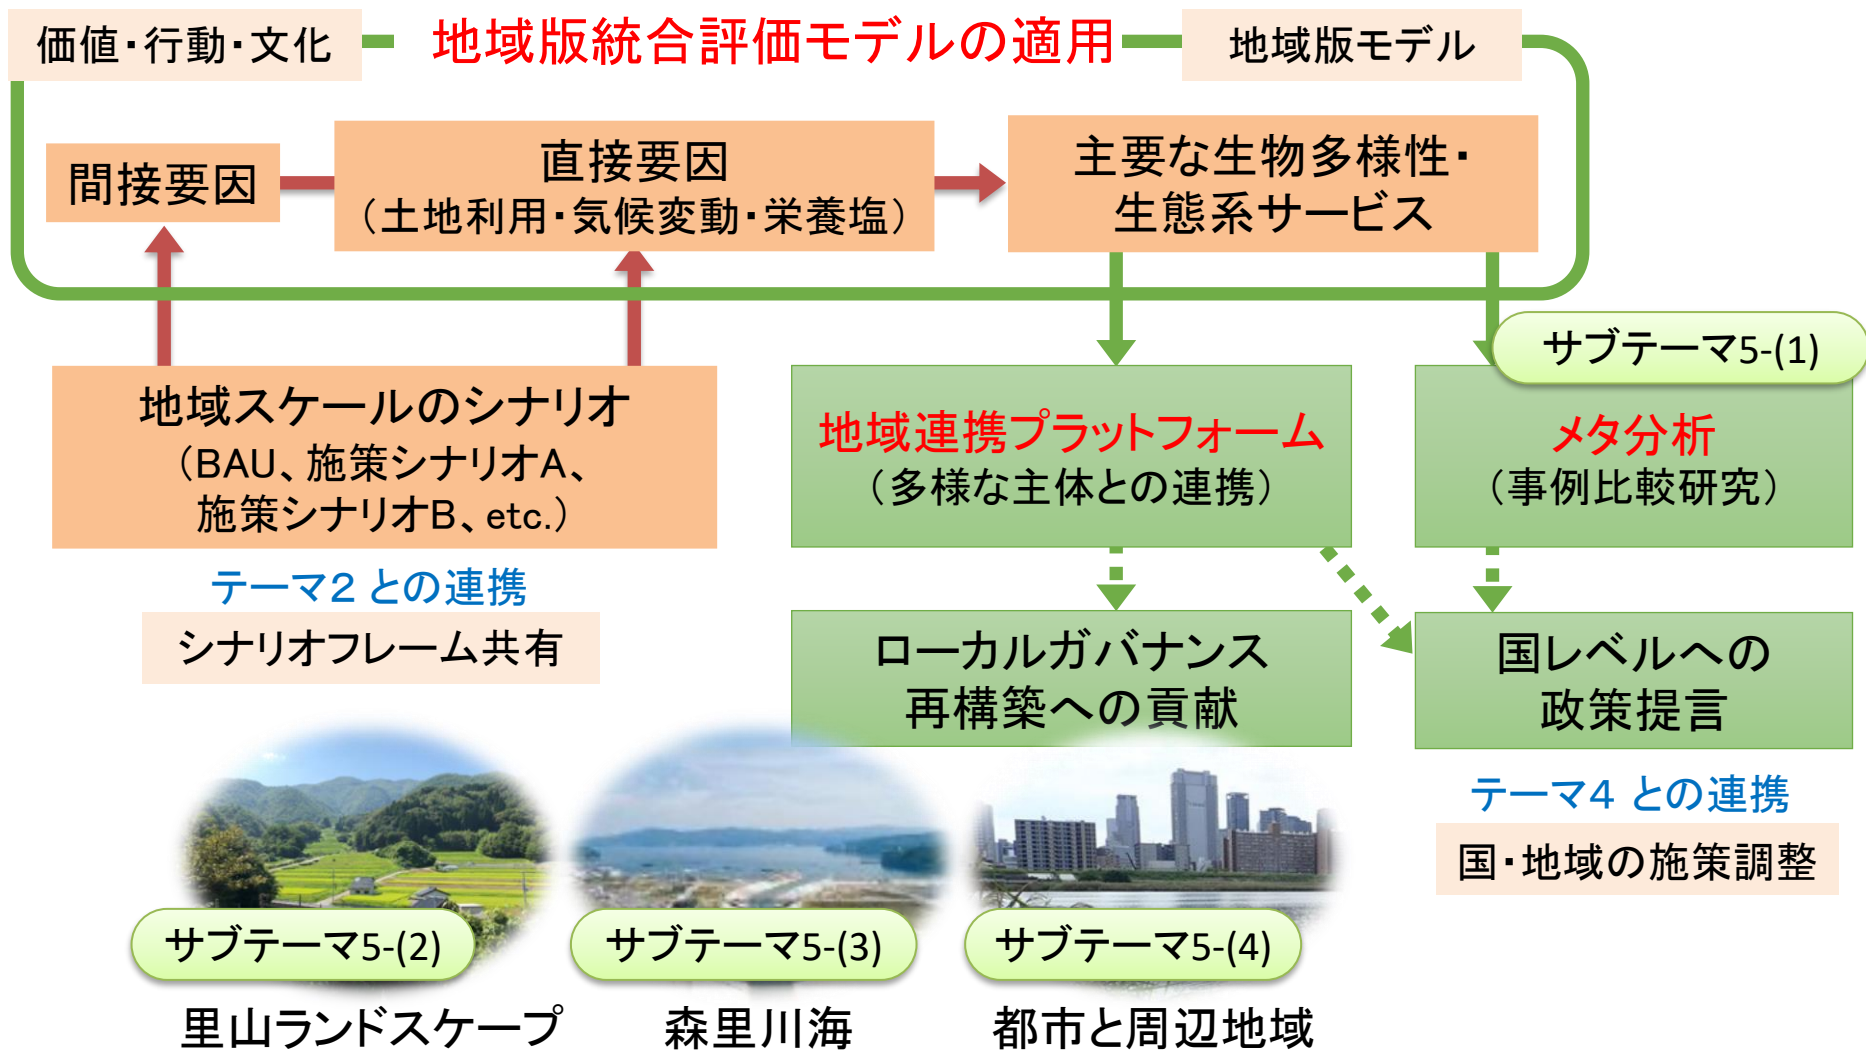 価値・行動・文化
地域版統合評価モデルの適用
地域版モデル
間接要因
直接要因
（土地利用・気候変動・栄養塩）
主要な生物多様性・
生態系サービス
地域スケールのシナリオ
（BAU、施策シナリオA、
施策シナリオB、etc.）
テーマ２ との連携
シナリオフレーム共有
地域連携プラットフォーム
（多様な主体との連携）
サブテーマ5-(1)
メタ分析
（事例比較研究）
ローカルガバナンス
再構築への貢献
国レベルへの
政策提言
テーマ４ との連携
国・地域の施策調整
サブテーマ5-(2)
里山ランドスケープ
サブテーマ5-(3)
森里川海
サブテーマ5-(4)
都市と周辺地域